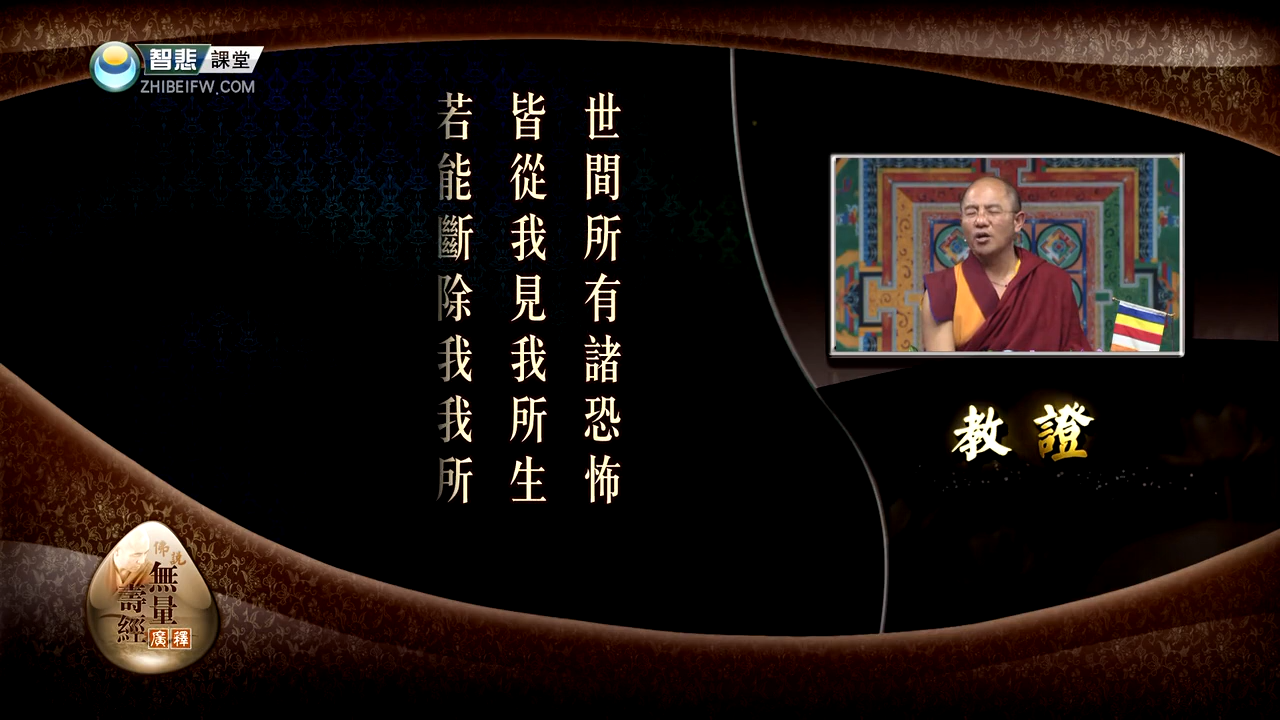 智悲課堂
ZHIBEIFW.COM
世間所有諸恐怖
皆從我見我所生
若能斷除我我所
教證
佛說
無量
壽經
廣釋